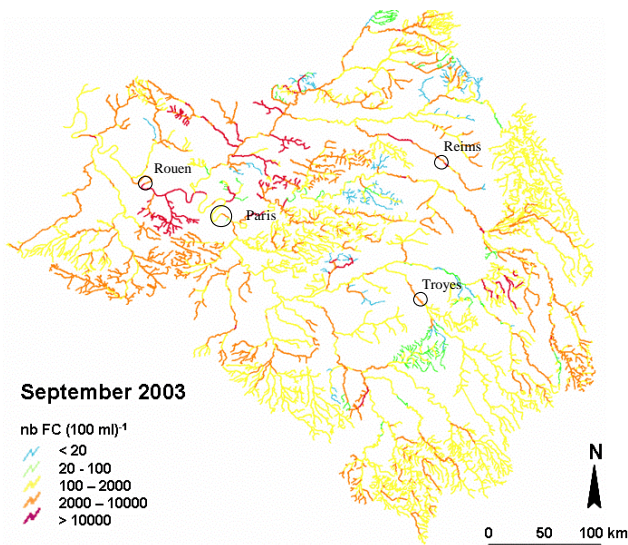 Reims
Rouen
Paris
Troyes
September 2003
nb FC (100 ml)-1
< 20
20 - 100
100 – 2000
2000 – 10000
> 10000
N
0 50 100 km